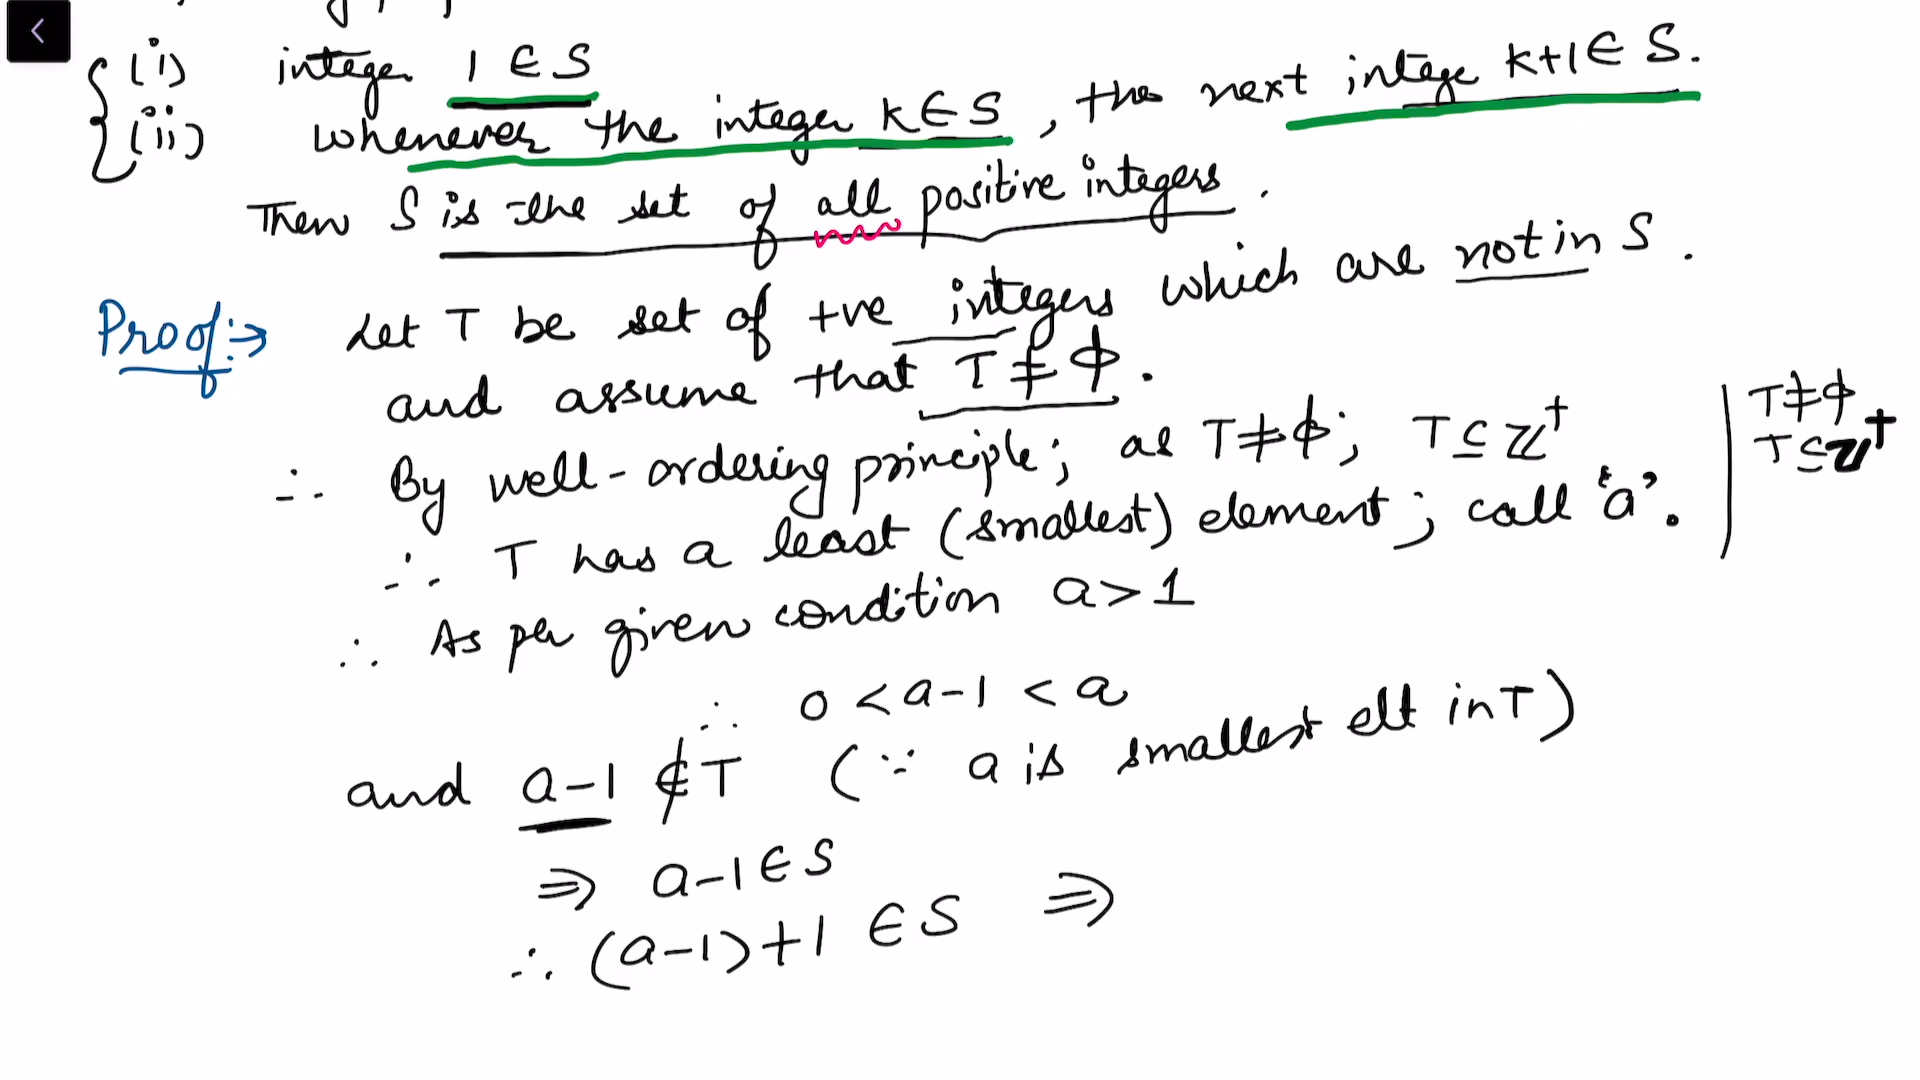 {(i) integer 1 ∈ S
(ii) whenever the integer k ∈ S, the next intege k+1 ∈ S.
Then S is the set of all positive integers.
Proof:→ Let T be set of +ve integers which are not in S.
and assume that T ≠ ϕ.
∴ By well-ordering principle; as T ≠ ϕ; T ⊆ ℤ⁺
T ≠ ϕ
T ⊆ ℤ⁺
∴ T has a least (smallest) element; call 'a'.
∴ As per given condition a > 1
∴ 0 < a-1 < a
and a-1 ∉ T (∵ a is smallest elt in T)
⇒ a-1 ∈ S
∴ (a-1)+1 ∈ S ⇒